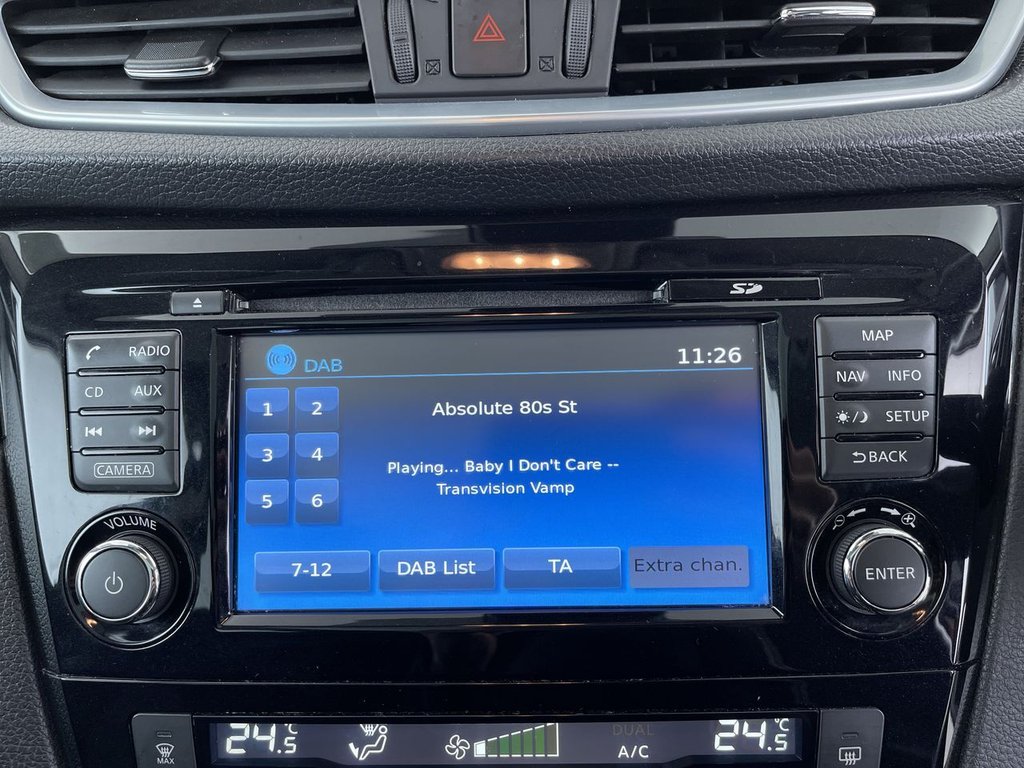 SD
RADIO
CD AUX
CAMERA
VOLUME
DAB 11:26
1 2
3 4
5 6
Absolute 80s St
Playing... Baby I Don't Care --
Transvision Vamp
7-12 DAB List TA Extra chan.
MAP
NAV INFO
SETUP
BACK
ENTER
MAX
24.5°C
DUAL
A/C
24.5°C